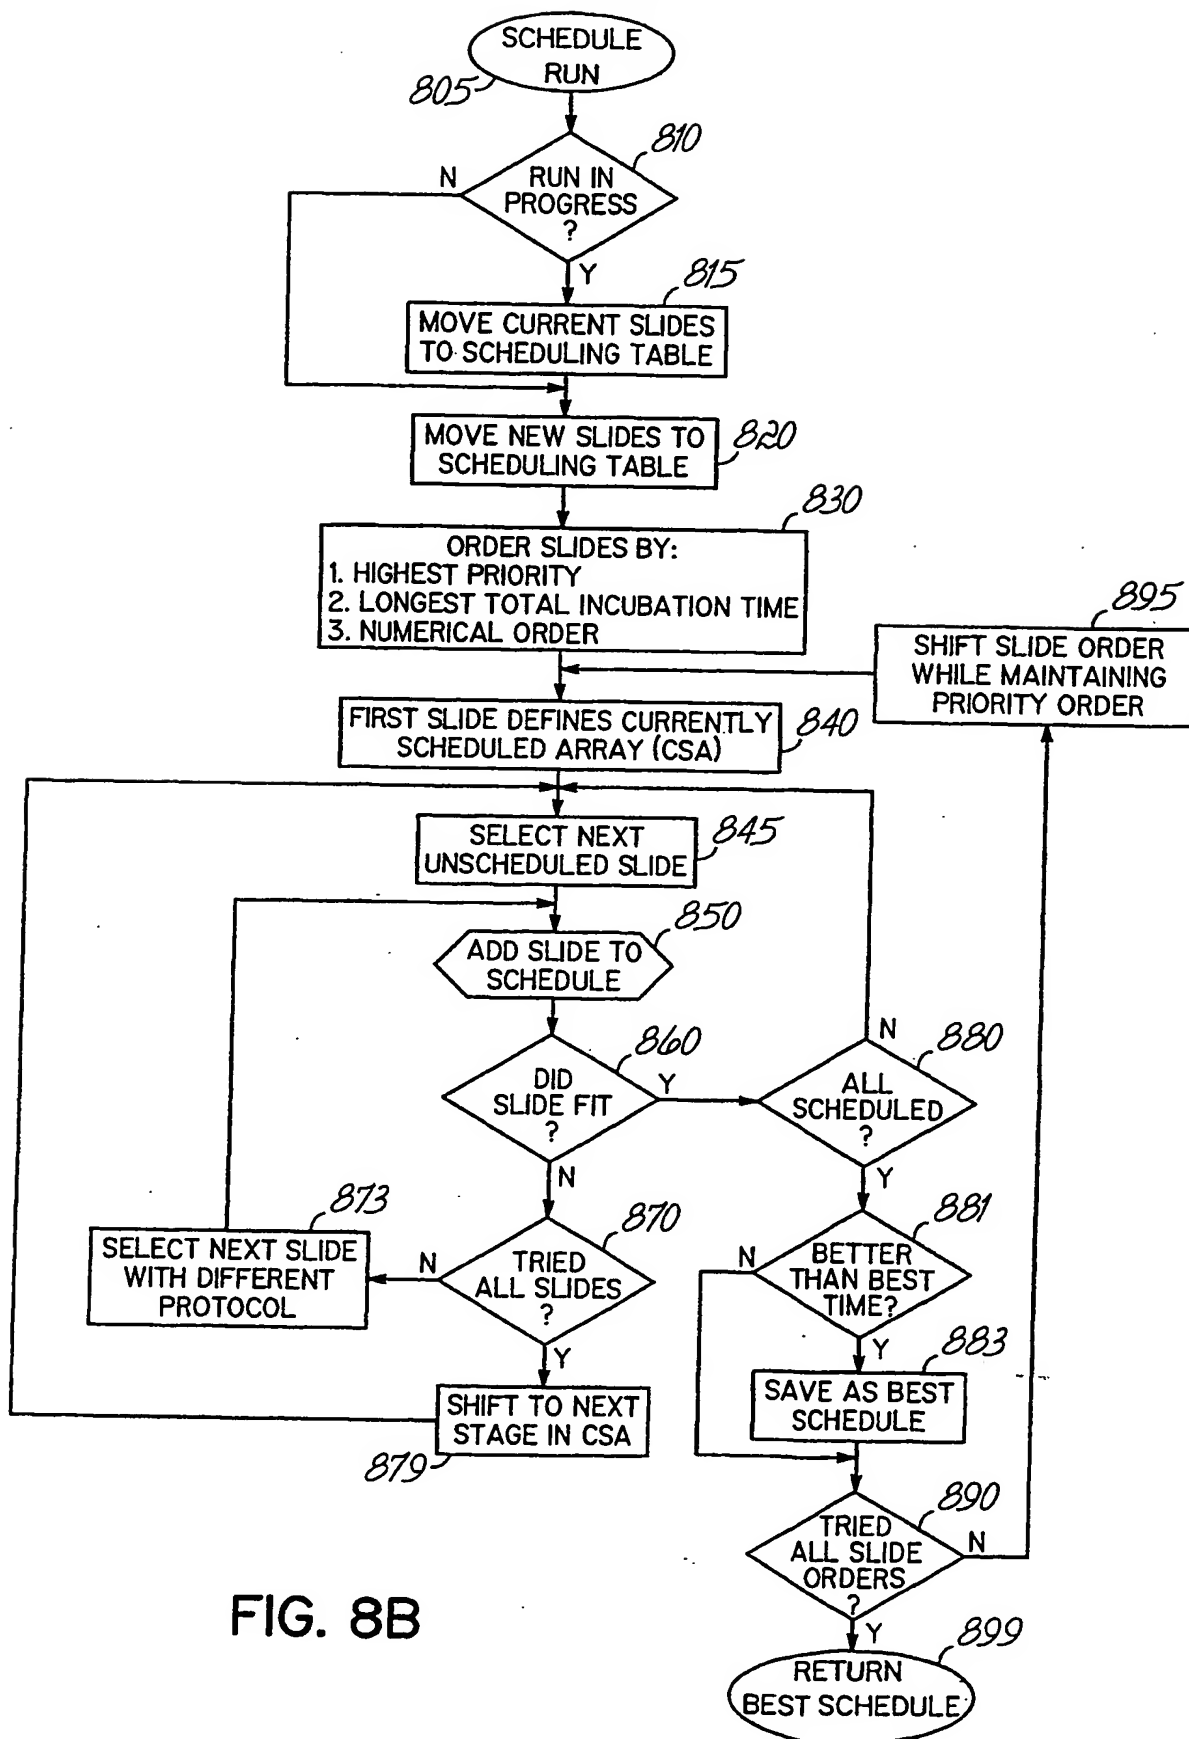 SCHEDULE
RUN
805
810
N
RUN IN
PROGRESS
?
Y
815
MOVE CURRENT SLIDES
TO SCHEDULING TABLE
MOVE NEW SLIDES TO
SCHEDULING TABLE
820
830
ORDER SLIDES BY:
1. HIGHEST PRIORITY
2. LONGEST TOTAL INCUBATION TIME
3. NUMERICAL ORDER
895
SHIFT SLIDE ORDER
WHILE MAINTAINING
PRIORITY ORDER
FIRST SLIDE DEFINES CURRENTLY
SCHEDULED ARRAY (CSA)
840
SELECT NEXT
UNSCHEDULED SLIDE
845
850
ADD SLIDE TO
SCHEDULE
860
DID
SLIDE FIT
?
Y
N
N
880
ALL
SCHEDULED
?
Y
873
SELECT NEXT SLIDE
WITH DIFFERENT
PROTOCOL
N
870
TRIED
ALL SLIDES
?
Y
881
N
BETTER
THAN BEST
TIME?
Y
SHIFT TO NEXT
STAGE IN CSA
879
883
SAVE AS BEST
SCHEDULE
890
TRIED
ALL SLIDE
ORDERS
?
N
Y
899
RETURN
BEST SCHEDULE
FIG. 8B